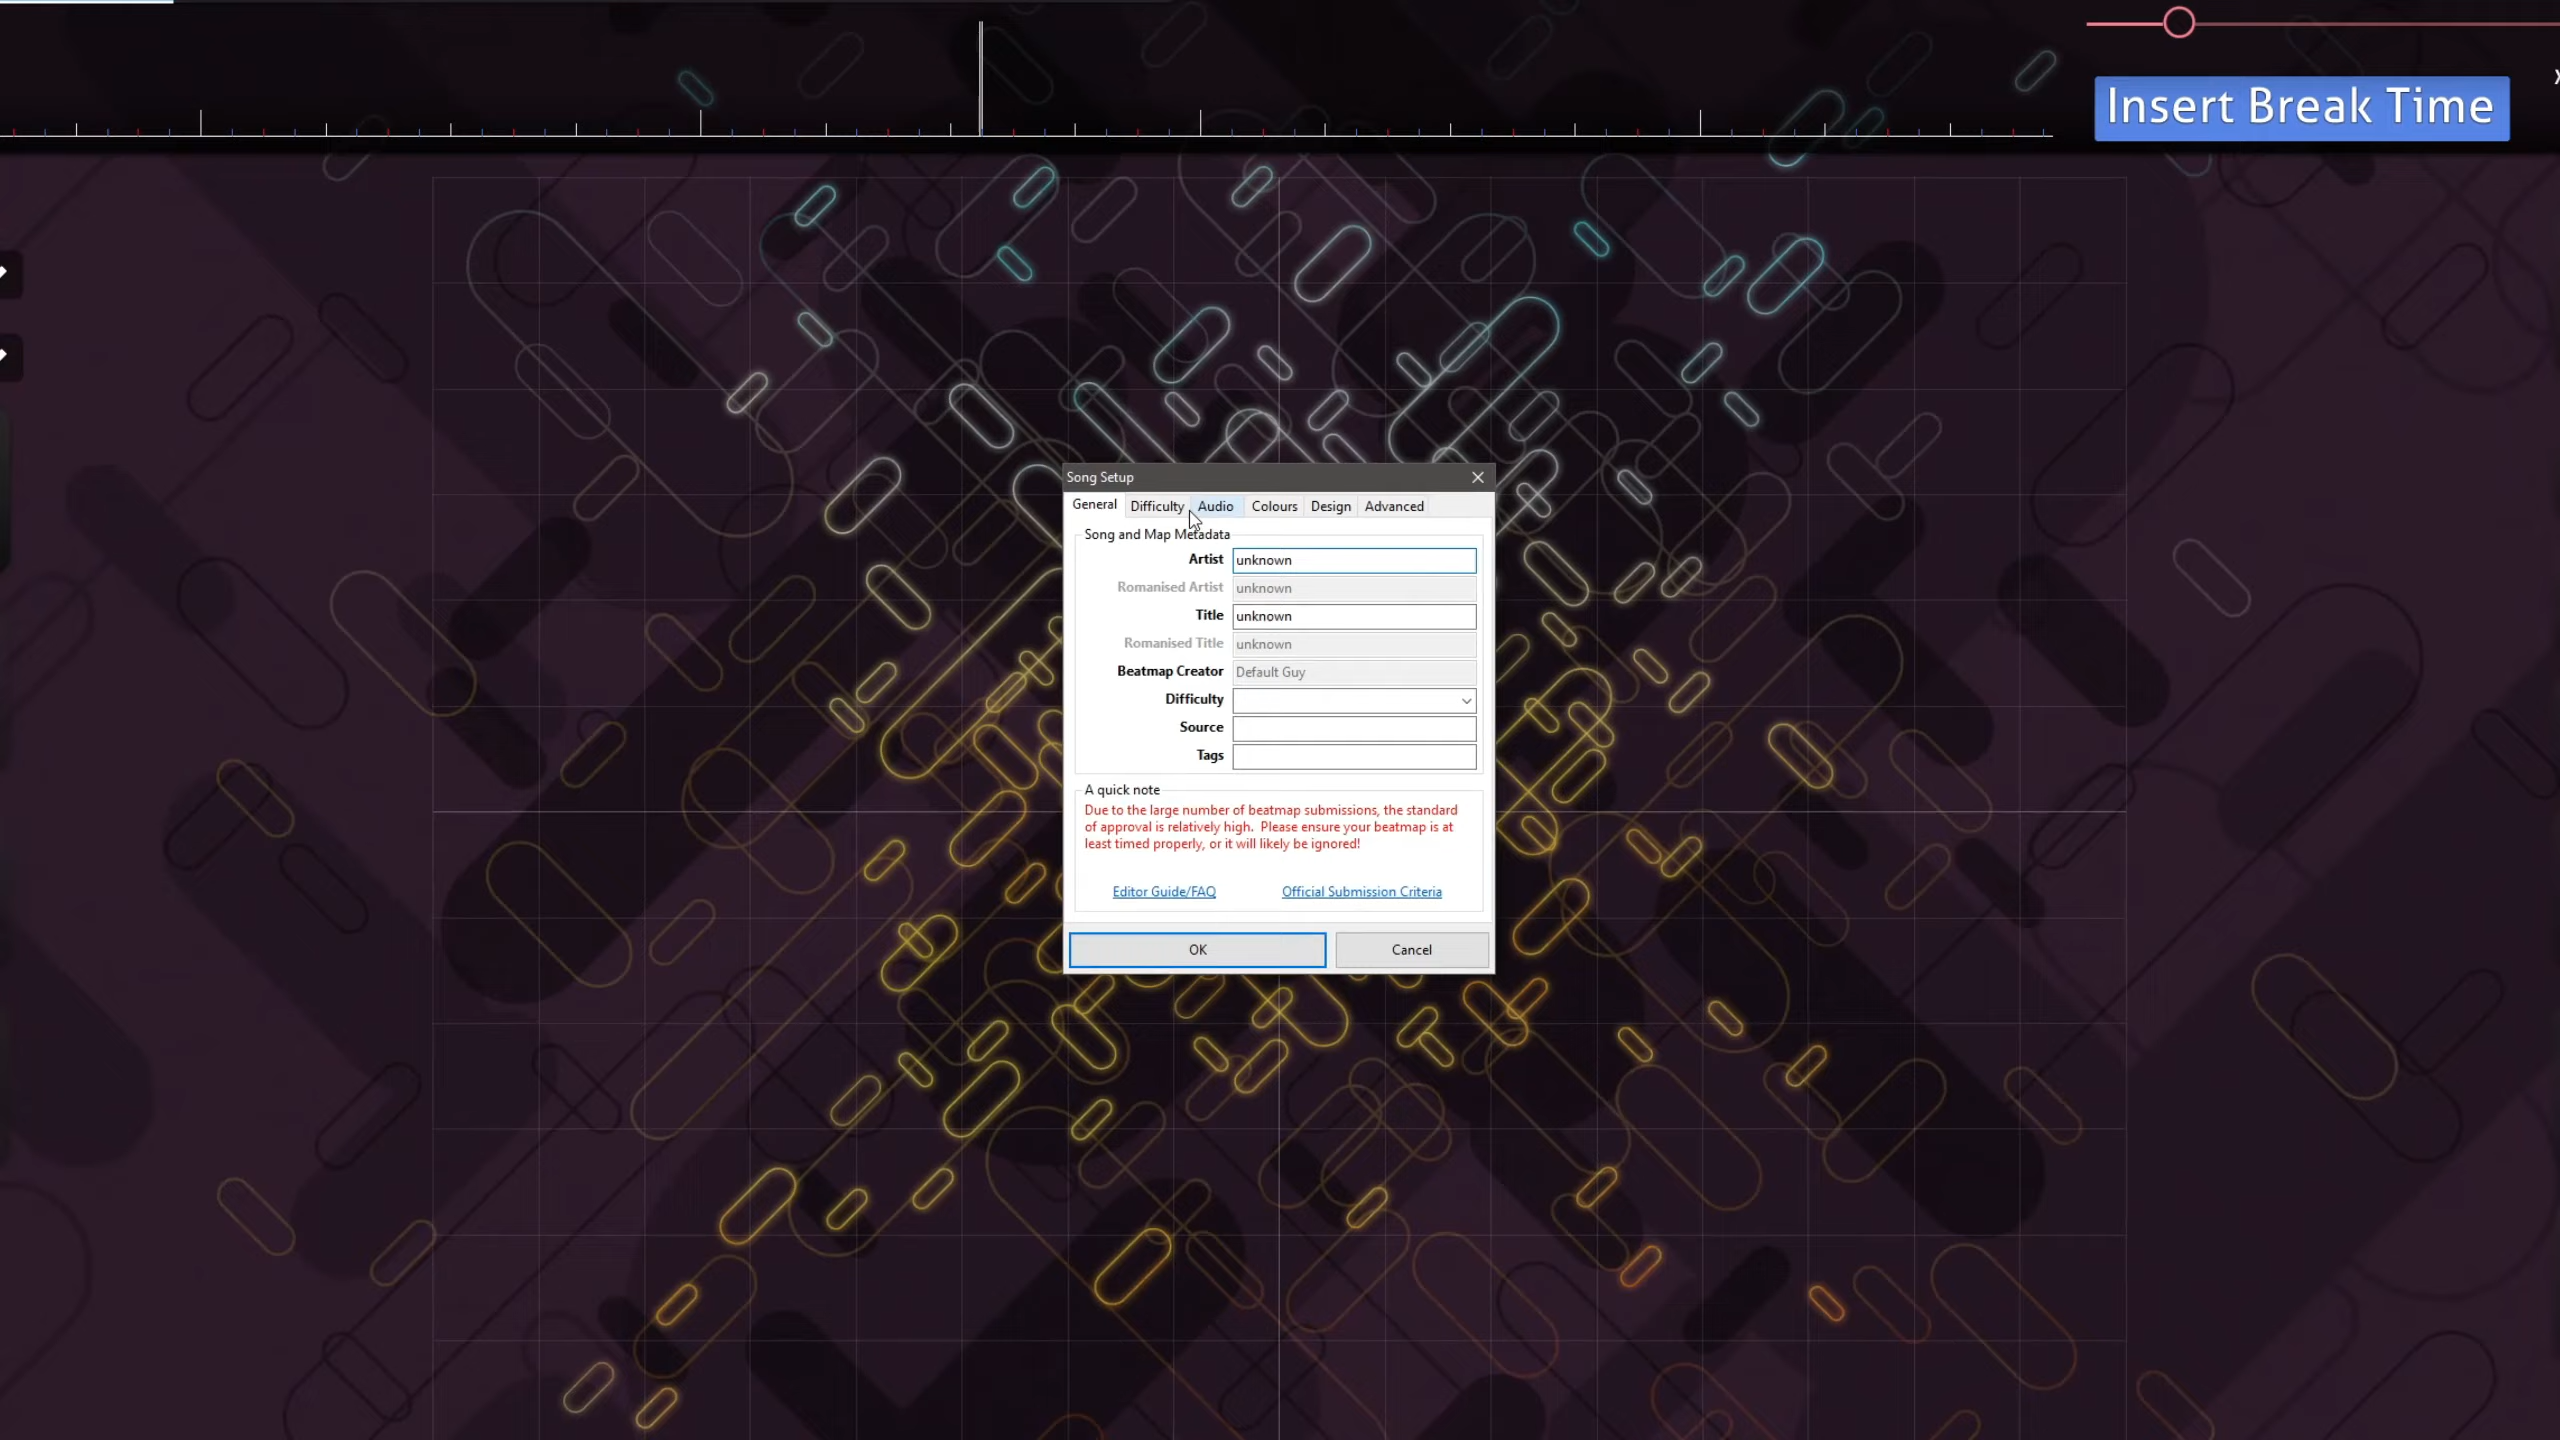 Insert Break Time
Song Setup
General Difficulty Audio Colours Design Advanced
Song and Map Metadata
Artist unknown
Romanised Artist unknown
Title unknown
Romanised Title unknown
Beatmap Creator Default Guy
Difficulty
Source
Tags
A quick note
Due to the large number of beatmap submissions, the standard
of approval is relatively high. Please ensure your beatmap is at
least timed properly, or it will likely be ignored!
Editor Guide/FAQ Official Submission Criteria
OK Cancel